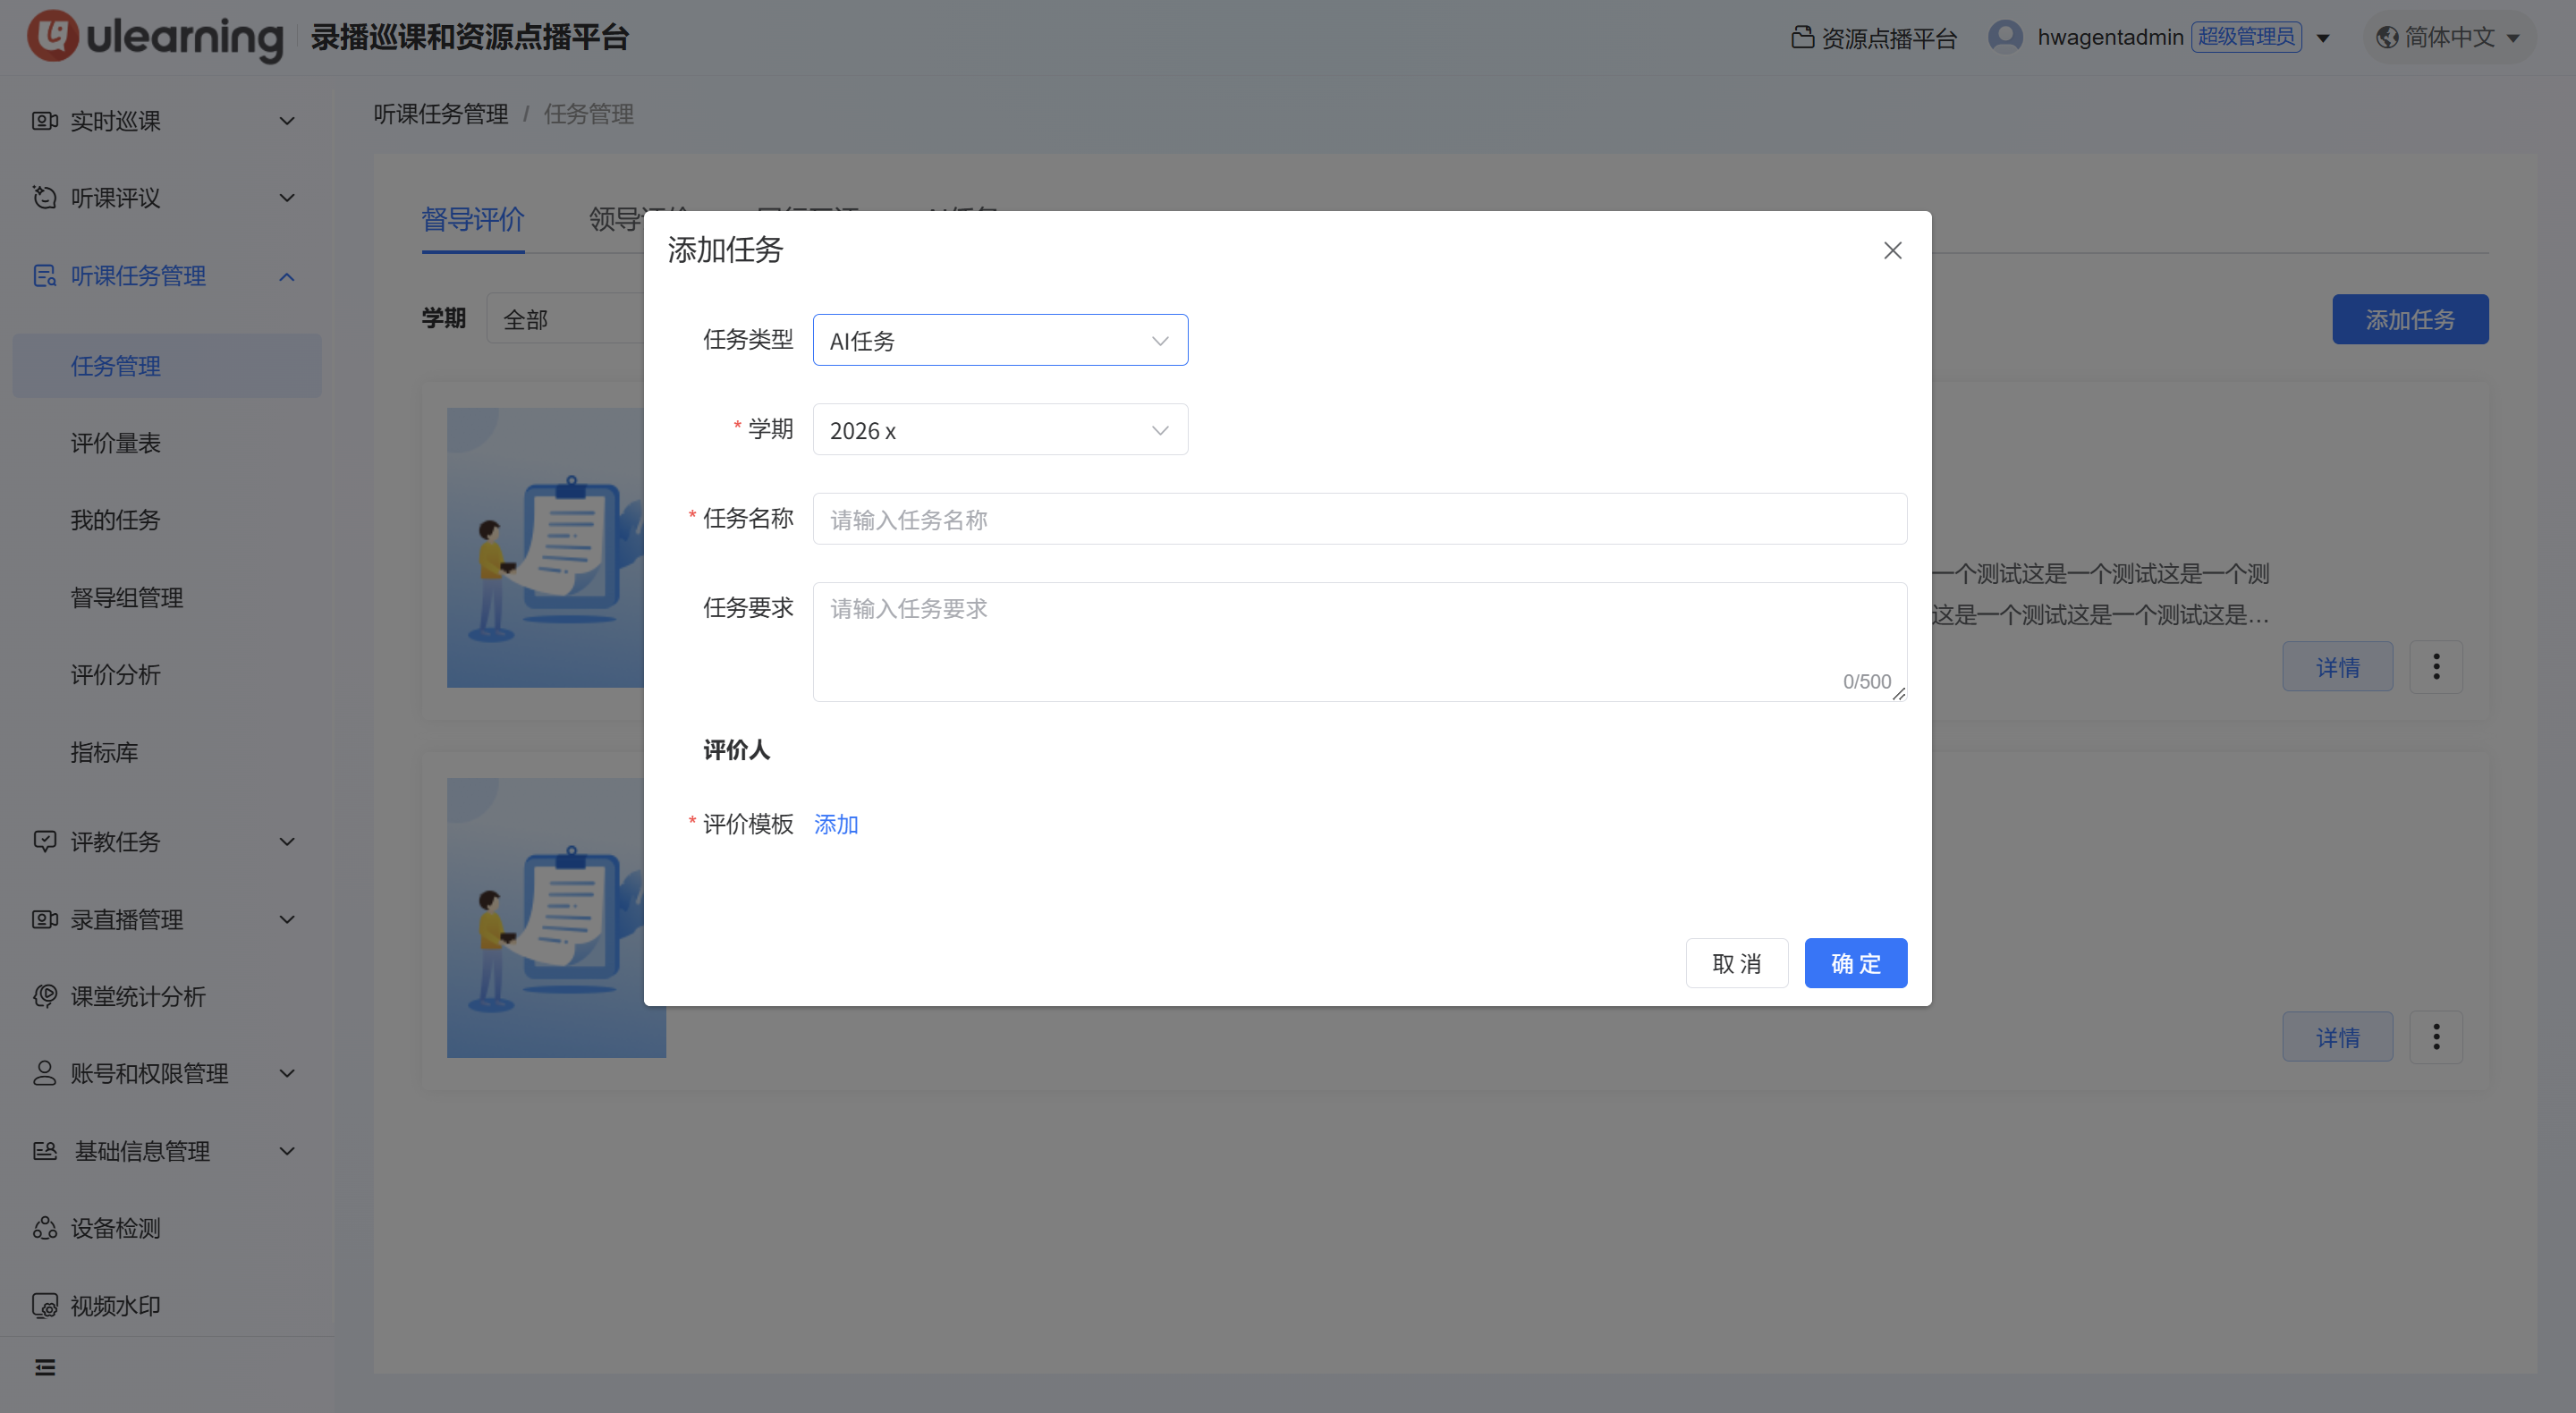 ulearning 录播巡课和资源点播平台
资源点播平台
hwagentadmin 超级管理员
简体中文
实时巡课
听课评议
听课任务管理
任务管理
评价量表
我的任务
督导组管理
评价分析
指标库
评教任务
录直播管理
课堂统计分析
账号和权限管理
基础信息管理
设备检测
视频水印
听课任务管理 / 任务管理
督导评价
学期 全部
添加任务
一个测试这是一个测试这是一个测
这是一个测试这是一个测试这是...
详情
详情
添加任务
任务类型 AI任务
* 学期 2026 x
* 任务名称 请输入任务名称
任务要求 请输入任务要求
0/500
评价人
* 评价模板 添加
取消 确定